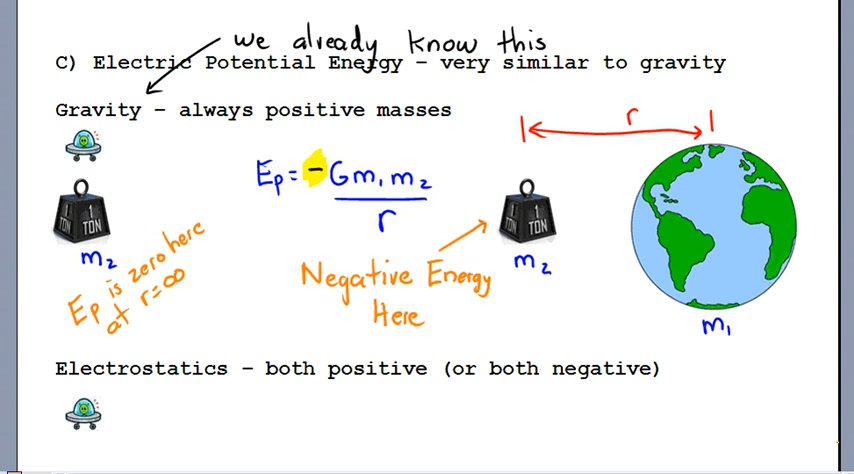 we already know this
C) Electric Potential Energy – very similar to gravity
Gravity – always positive masses
r
Ep = - Gm₁m₂
r
1
TON
1
TON
1
TON
1
TON
m₂
m₂
Ep is zero here
at r=∞
Negative Energy
Here
m₁
Electrostatics – both positive (or both negative)